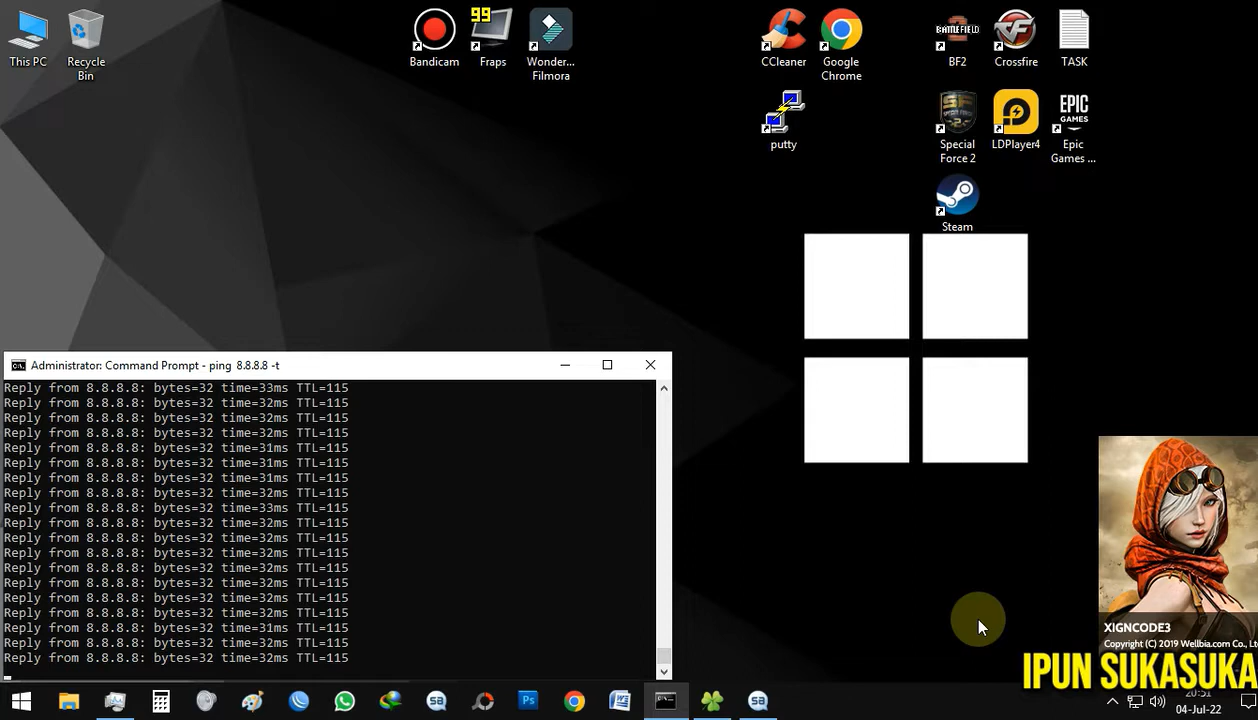 This PC
Recycle
Bin
99
Bandicam
Fraps
Wonder...
Filmora
CCleaner
Google
Chrome
BATTLEFIELD
2
BF2
CF
Crossfire
TASK
putty
SF
SPECIAL
FORCE
2
Special
Force 2
LDPlayer4
EPIC
GAMES
Epic
Games ...
Steam
Administrator: Command Prompt - ping 8.8.8.8 -t
Reply from 8.8.8.8: bytes=32 time=33ms TTL=115
Reply from 8.8.8.8: bytes=32 time=32ms TTL=115
Reply from 8.8.8.8: bytes=32 time=32ms TTL=115
Reply from 8.8.8.8: bytes=32 time=32ms TTL=115
Reply from 8.8.8.8: bytes=32 time=31ms TTL=115
Reply from 8.8.8.8: bytes=32 time=31ms TTL=115
Reply from 8.8.8.8: bytes=32 time=31ms TTL=115
Reply from 8.8.8.8: bytes=32 time=32ms TTL=115
Reply from 8.8.8.8: bytes=32 time=33ms TTL=115
Reply from 8.8.8.8: bytes=32 time=32ms TTL=115
Reply from 8.8.8.8: bytes=32 time=32ms TTL=115
Reply from 8.8.8.8: bytes=32 time=32ms TTL=115
Reply from 8.8.8.8: bytes=32 time=32ms TTL=115
Reply from 8.8.8.8: bytes=32 time=32ms TTL=115
Reply from 8.8.8.8: bytes=32 time=32ms TTL=115
Reply from 8.8.8.8: bytes=32 time=32ms TTL=115
Reply from 8.8.8.8: bytes=32 time=31ms TTL=115
Reply from 8.8.8.8: bytes=32 time=32ms TTL=115
Reply from 8.8.8.8: bytes=32 time=32ms TTL=115
XIGNCODE3
Copyright (C) 2019 Wellbia.com Co., Lt
IPUN SUKASUKA
sa
Ps
W
sa
20:51
04-Jul-22